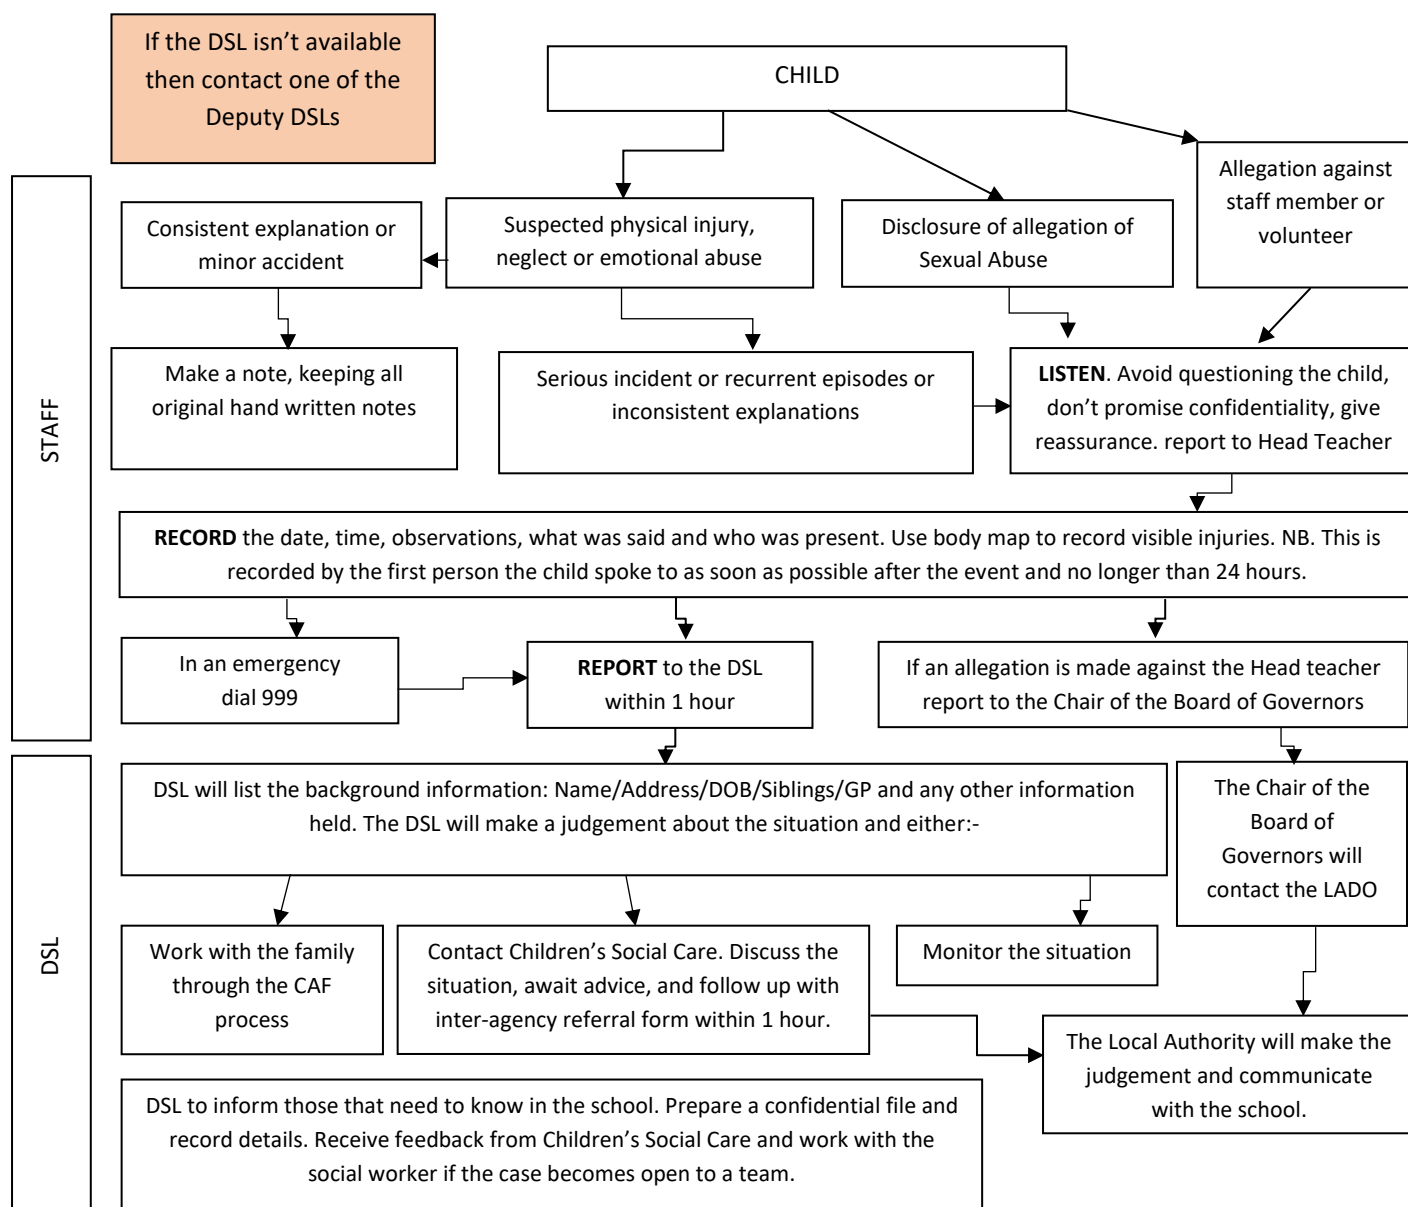 If the DSL isn't available
then contact one of the
Deputy DSLs
CHILD
STAFF
Consistent explanation or
minor accident
Suspected physical injury,
neglect or emotional abuse
Disclosure of allegation of
Sexual Abuse
Allegation against
staff member or
volunteer
Make a note, keeping all
original hand written notes
Serious incident or recurrent episodes or
inconsistent explanations
LISTEN. Avoid questioning the child,
don't promise confidentiality, give
reassurance. report to Head Teacher
RECORD the date, time, observations, what was said and who was present. Use body map to record visible injuries. NB. This is
recorded by the first person the child spoke to as soon as possible after the event and no longer than 24 hours.
In an emergency
dial 999
REPORT to the DSL
within 1 hour
If an allegation is made against the Head teacher
report to the Chair of the Board of Governors
DSL
DSL will list the background information: Name/Address/DOB/Siblings/GP and any other information
held. The DSL will make a judgement about the situation and either:-
The Chair of the
Board of
Governors will
contact the LADO
Work with the family
through the CAF
process
Contact Children's Social Care. Discuss the
situation, await advice, and follow up with
inter-agency referral form within 1 hour.
Monitor the situation
The Local Authority will make the
judgement and communicate
with the school.
DSL to inform those that need to know in the school. Prepare a confidential file and
record details. Receive feedback from Children's Social Care and work with the
social worker if the case becomes open to a team.